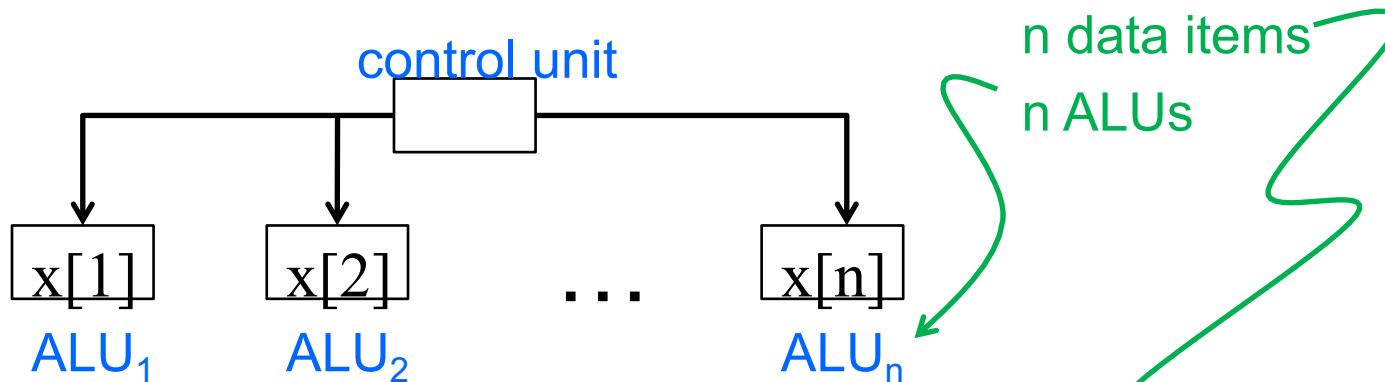 control unit
n data items
n ALUs
x[1] x[2] ... x[n]
ALU₁ ALU₂ ALUₙ